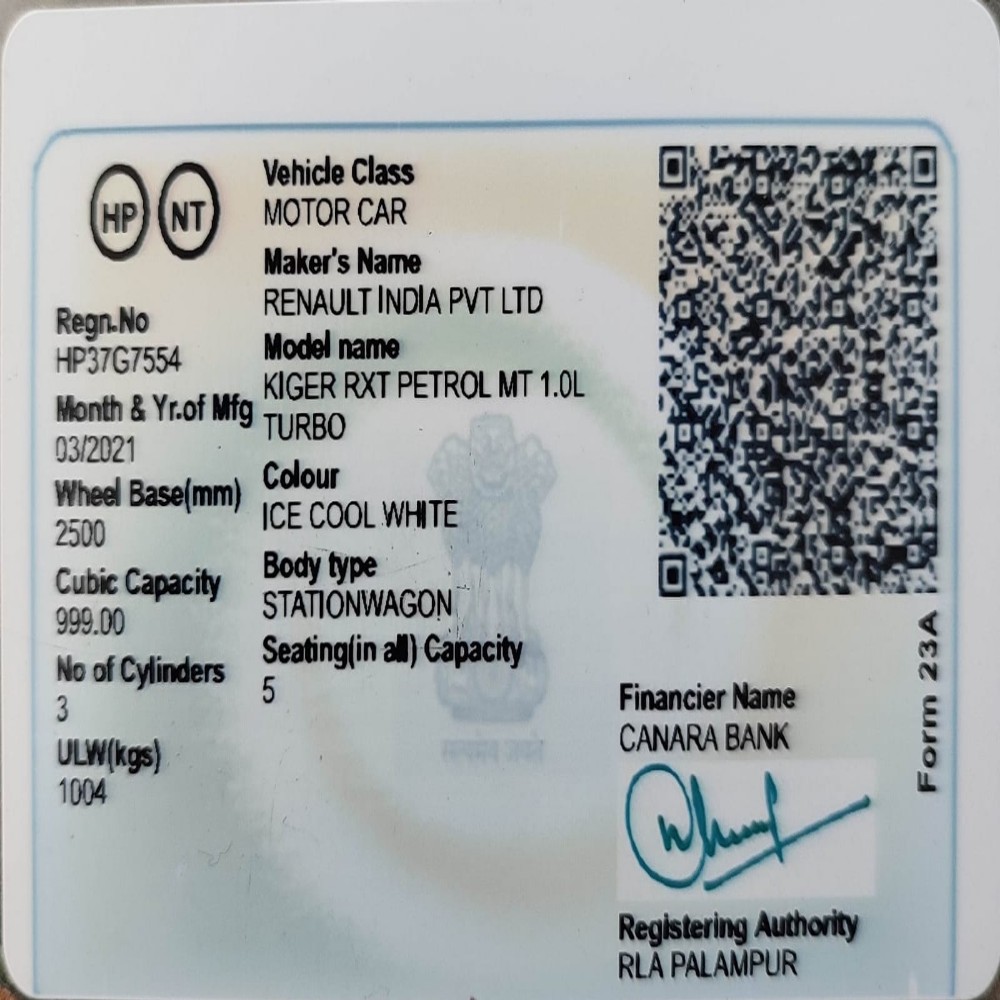 HP NT
Regn.No
HP37G7554
Month & Yr.of Mfg
03/2021
Wheel Base(mm)
2500
Cubic Capacity
999.00
No of Cylinders
3
ULW(kgs)
1004
Vehicle Class
MOTOR CAR
Maker's Name
RENAULT INDIA PVT LTD
Model name
KIGER RXT PETROL MT 1.0L
TURBO
Colour
ICE COOL WHITE
Body type
STATIONWAGON
Seating(in all) Capacity
5
सत्यमेव जयते
Financier Name
CANARA BANK
Registering Authority
RLA PALAMPUR
Form 23A